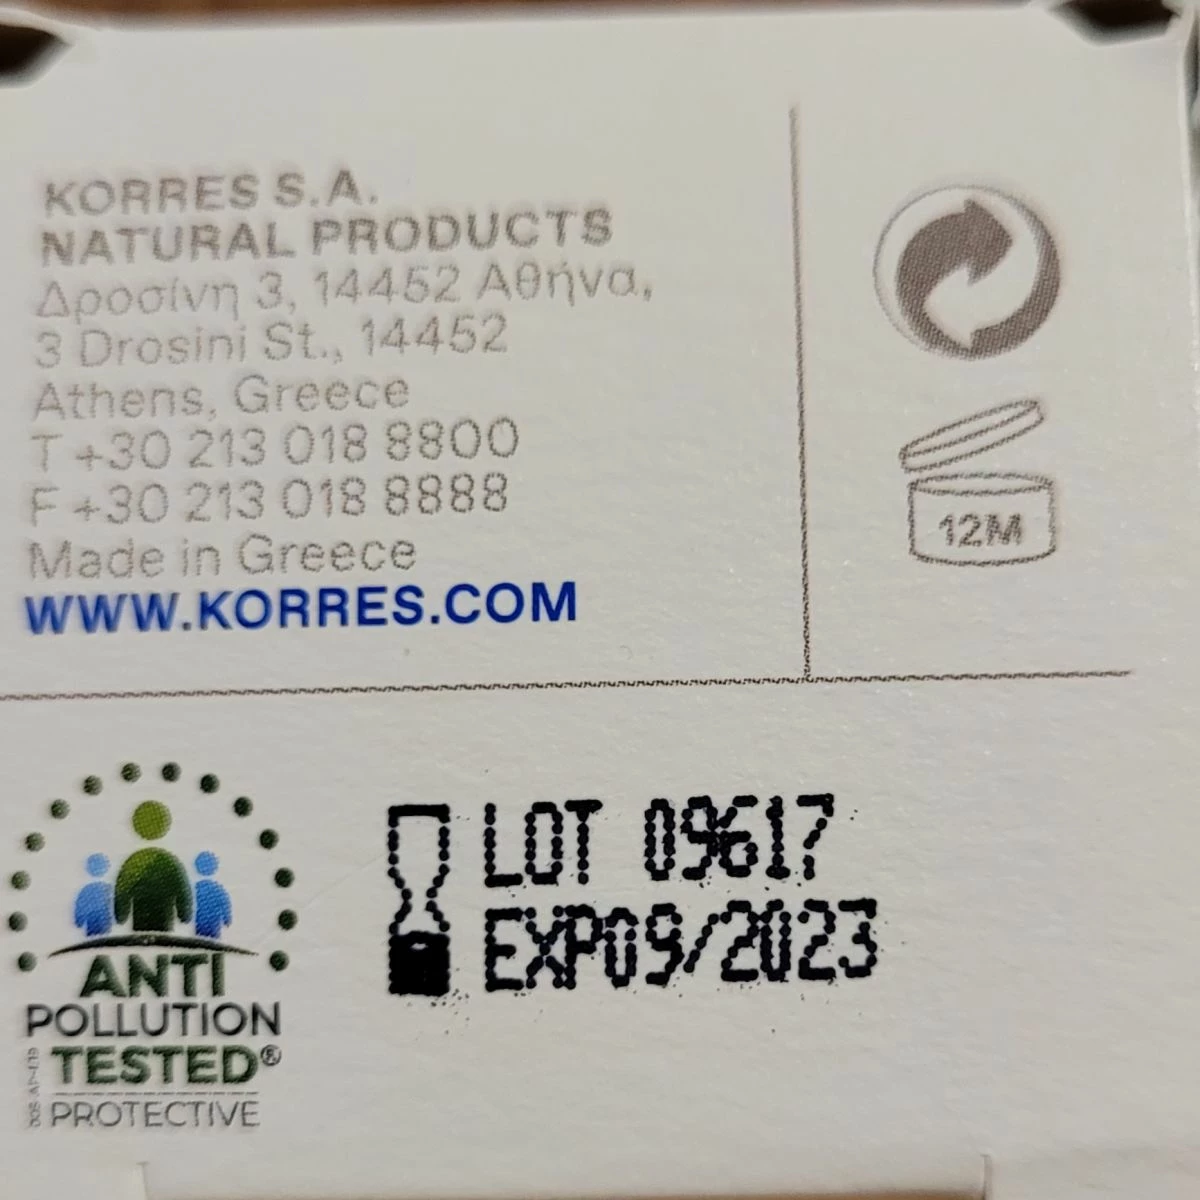 KORRES S.A.
NATURAL PRODUCTS
Δροσίνη 3, 14452 Αθήνα,
3 Drosini St., 14452
Athens, Greece
T +30 213 018 8800
F +30 213 018 8888
Made in Greece
WWW.KORRES.COM
12M
ANTI
POLLUTION
TESTED®
PROTECTIVE
LOT 09617
EXP09/2023